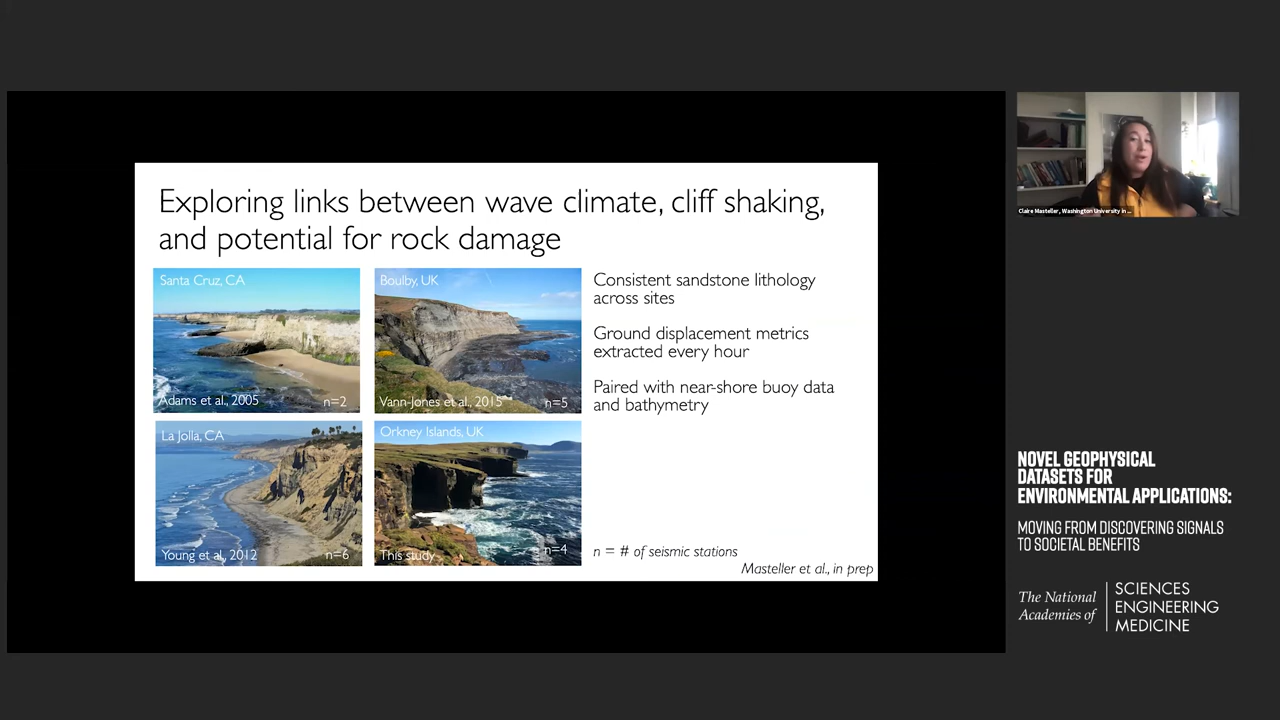 Exploring links between wave climate, cliff shaking,
and potential for rock damage
Santa Cruz, CA
Adams et al., 2005
n=2
Boulby, UK
Vann-Jones et al., 2015
n=5
La Jolla, CA
Young et al., 2012
n=6
Orkney Islands, UK
This study
n=4
Consistent sandstone lithology
across sites
Ground displacement metrics
extracted every hour
Paired with near-shore buoy data
and bathymetry
n = # of seismic stations
Masteller et al., in prep
Claire Masteller, Washington University in ...
NOVEL GEOPHYSICAL
DATASETS FOR
ENVIRONMENTAL APPLICATIONS:
MOVING FROM DISCOVERING SIGNALS
TO SOCIETAL BENEFITS
The National
Academies of
SCIENCES
ENGINEERING
MEDICINE